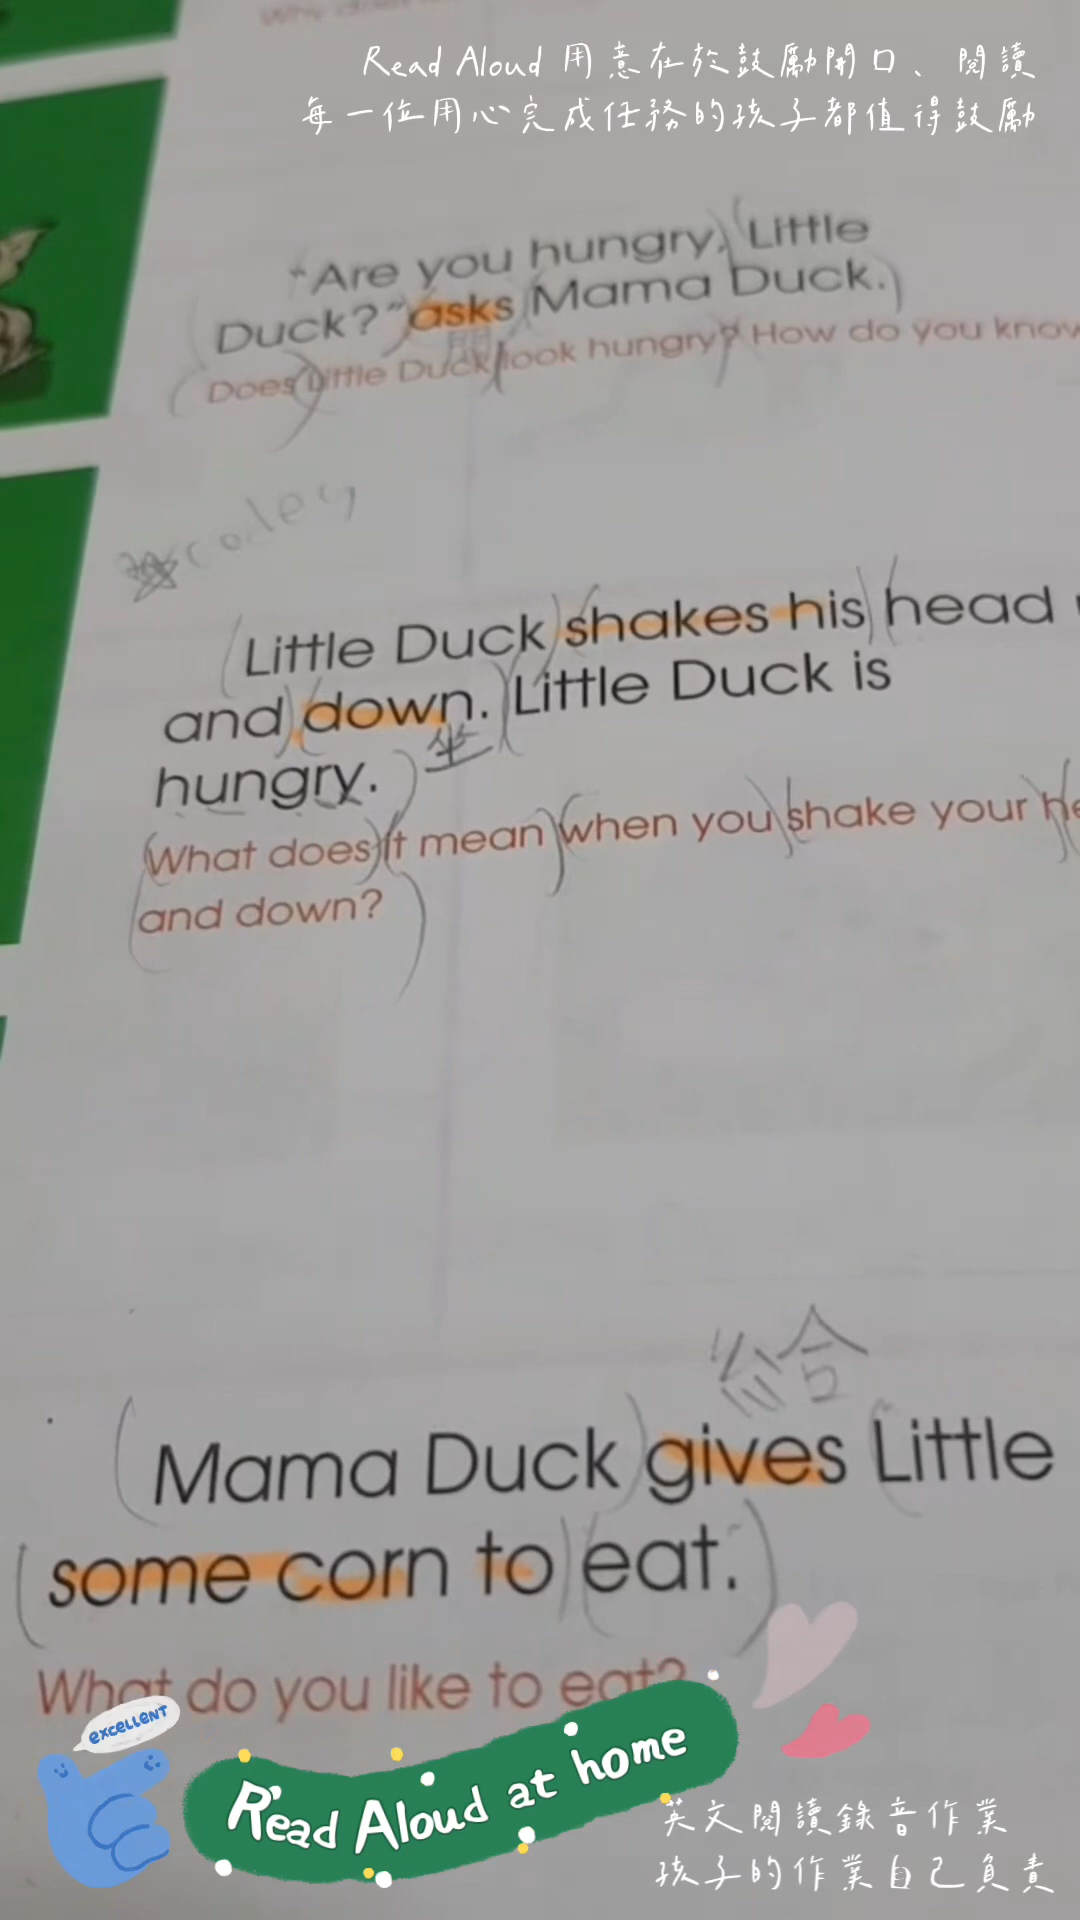 Read Aloud 用意在於鼓勵開口、閱讀
每一位用心完成任務的孩子都值得鼓勵
"Are you hungry, Little
Duck?" asks Mama Duck.
Does Little Duck look hungry? How do you know
Little Duck shakes his head
and down. Little Duck is
hungry.
坐
What does it mean when you shake your he
and down?
給
Mama Duck gives Little
some corn to eat.
What do you like to eat?
EXCELLENT
Read Aloud at home
英文閱讀錄音作業
孩子的作業自己負責